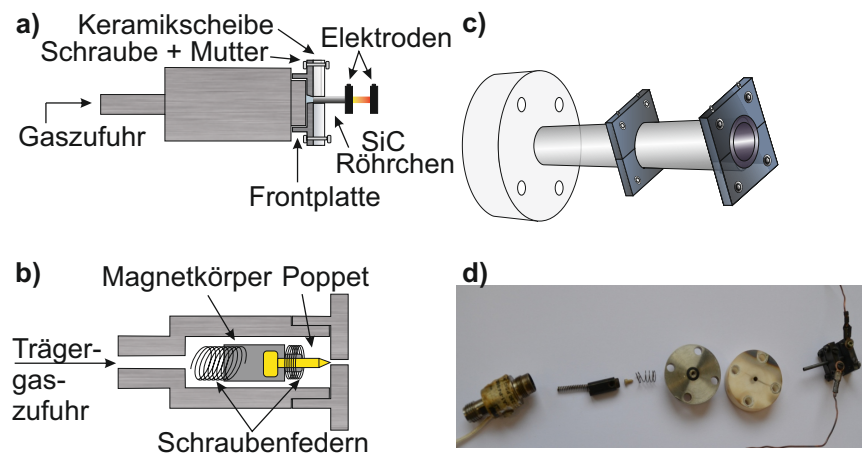 a)
Keramikscheibe
Schraube + Mutter
Elektroden
Gaszufuhr
SiC
Röhrchen
Frontplatte
b)
Magnetkörper
Poppet
Träger-
gas-
zufuhr
Schraubenfedern
c)
d)